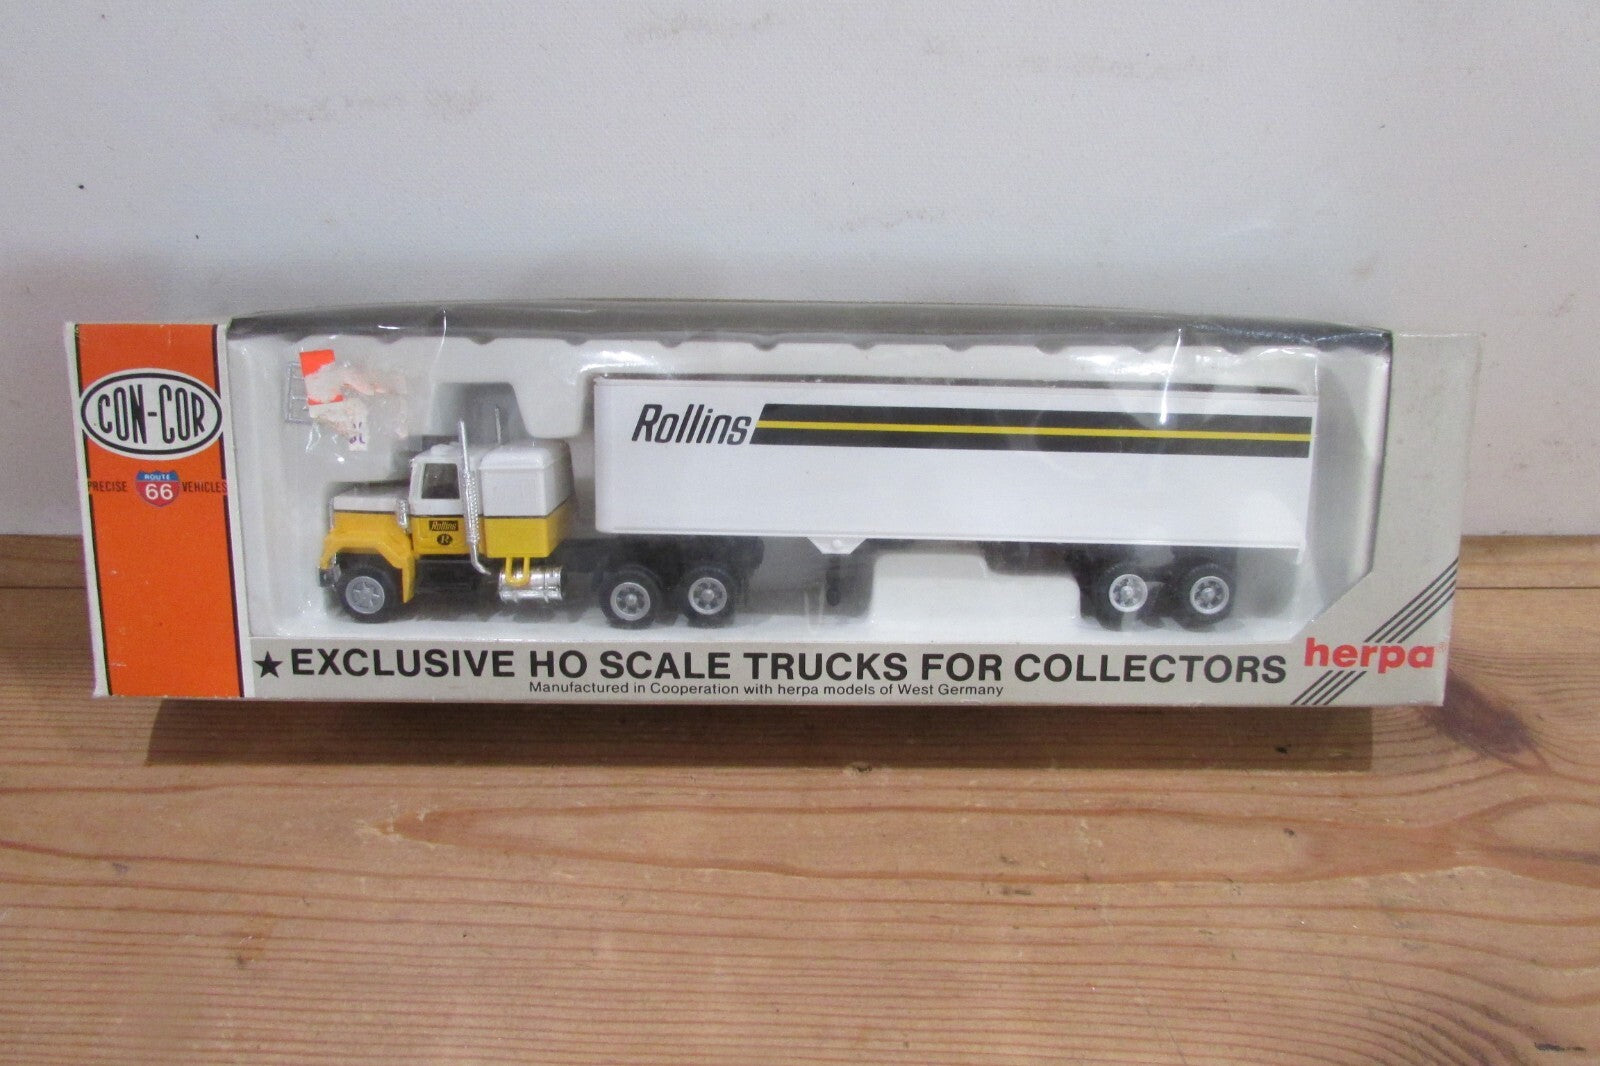 CON-COR
PRECISE ROUTE 66 VEHICLES
Rollins
Rollins
R
★EXCLUSIVE HO SCALE TRUCKS FOR COLLECTORS
Manufactured in Cooperation with herpa models of West Germany
herpa®